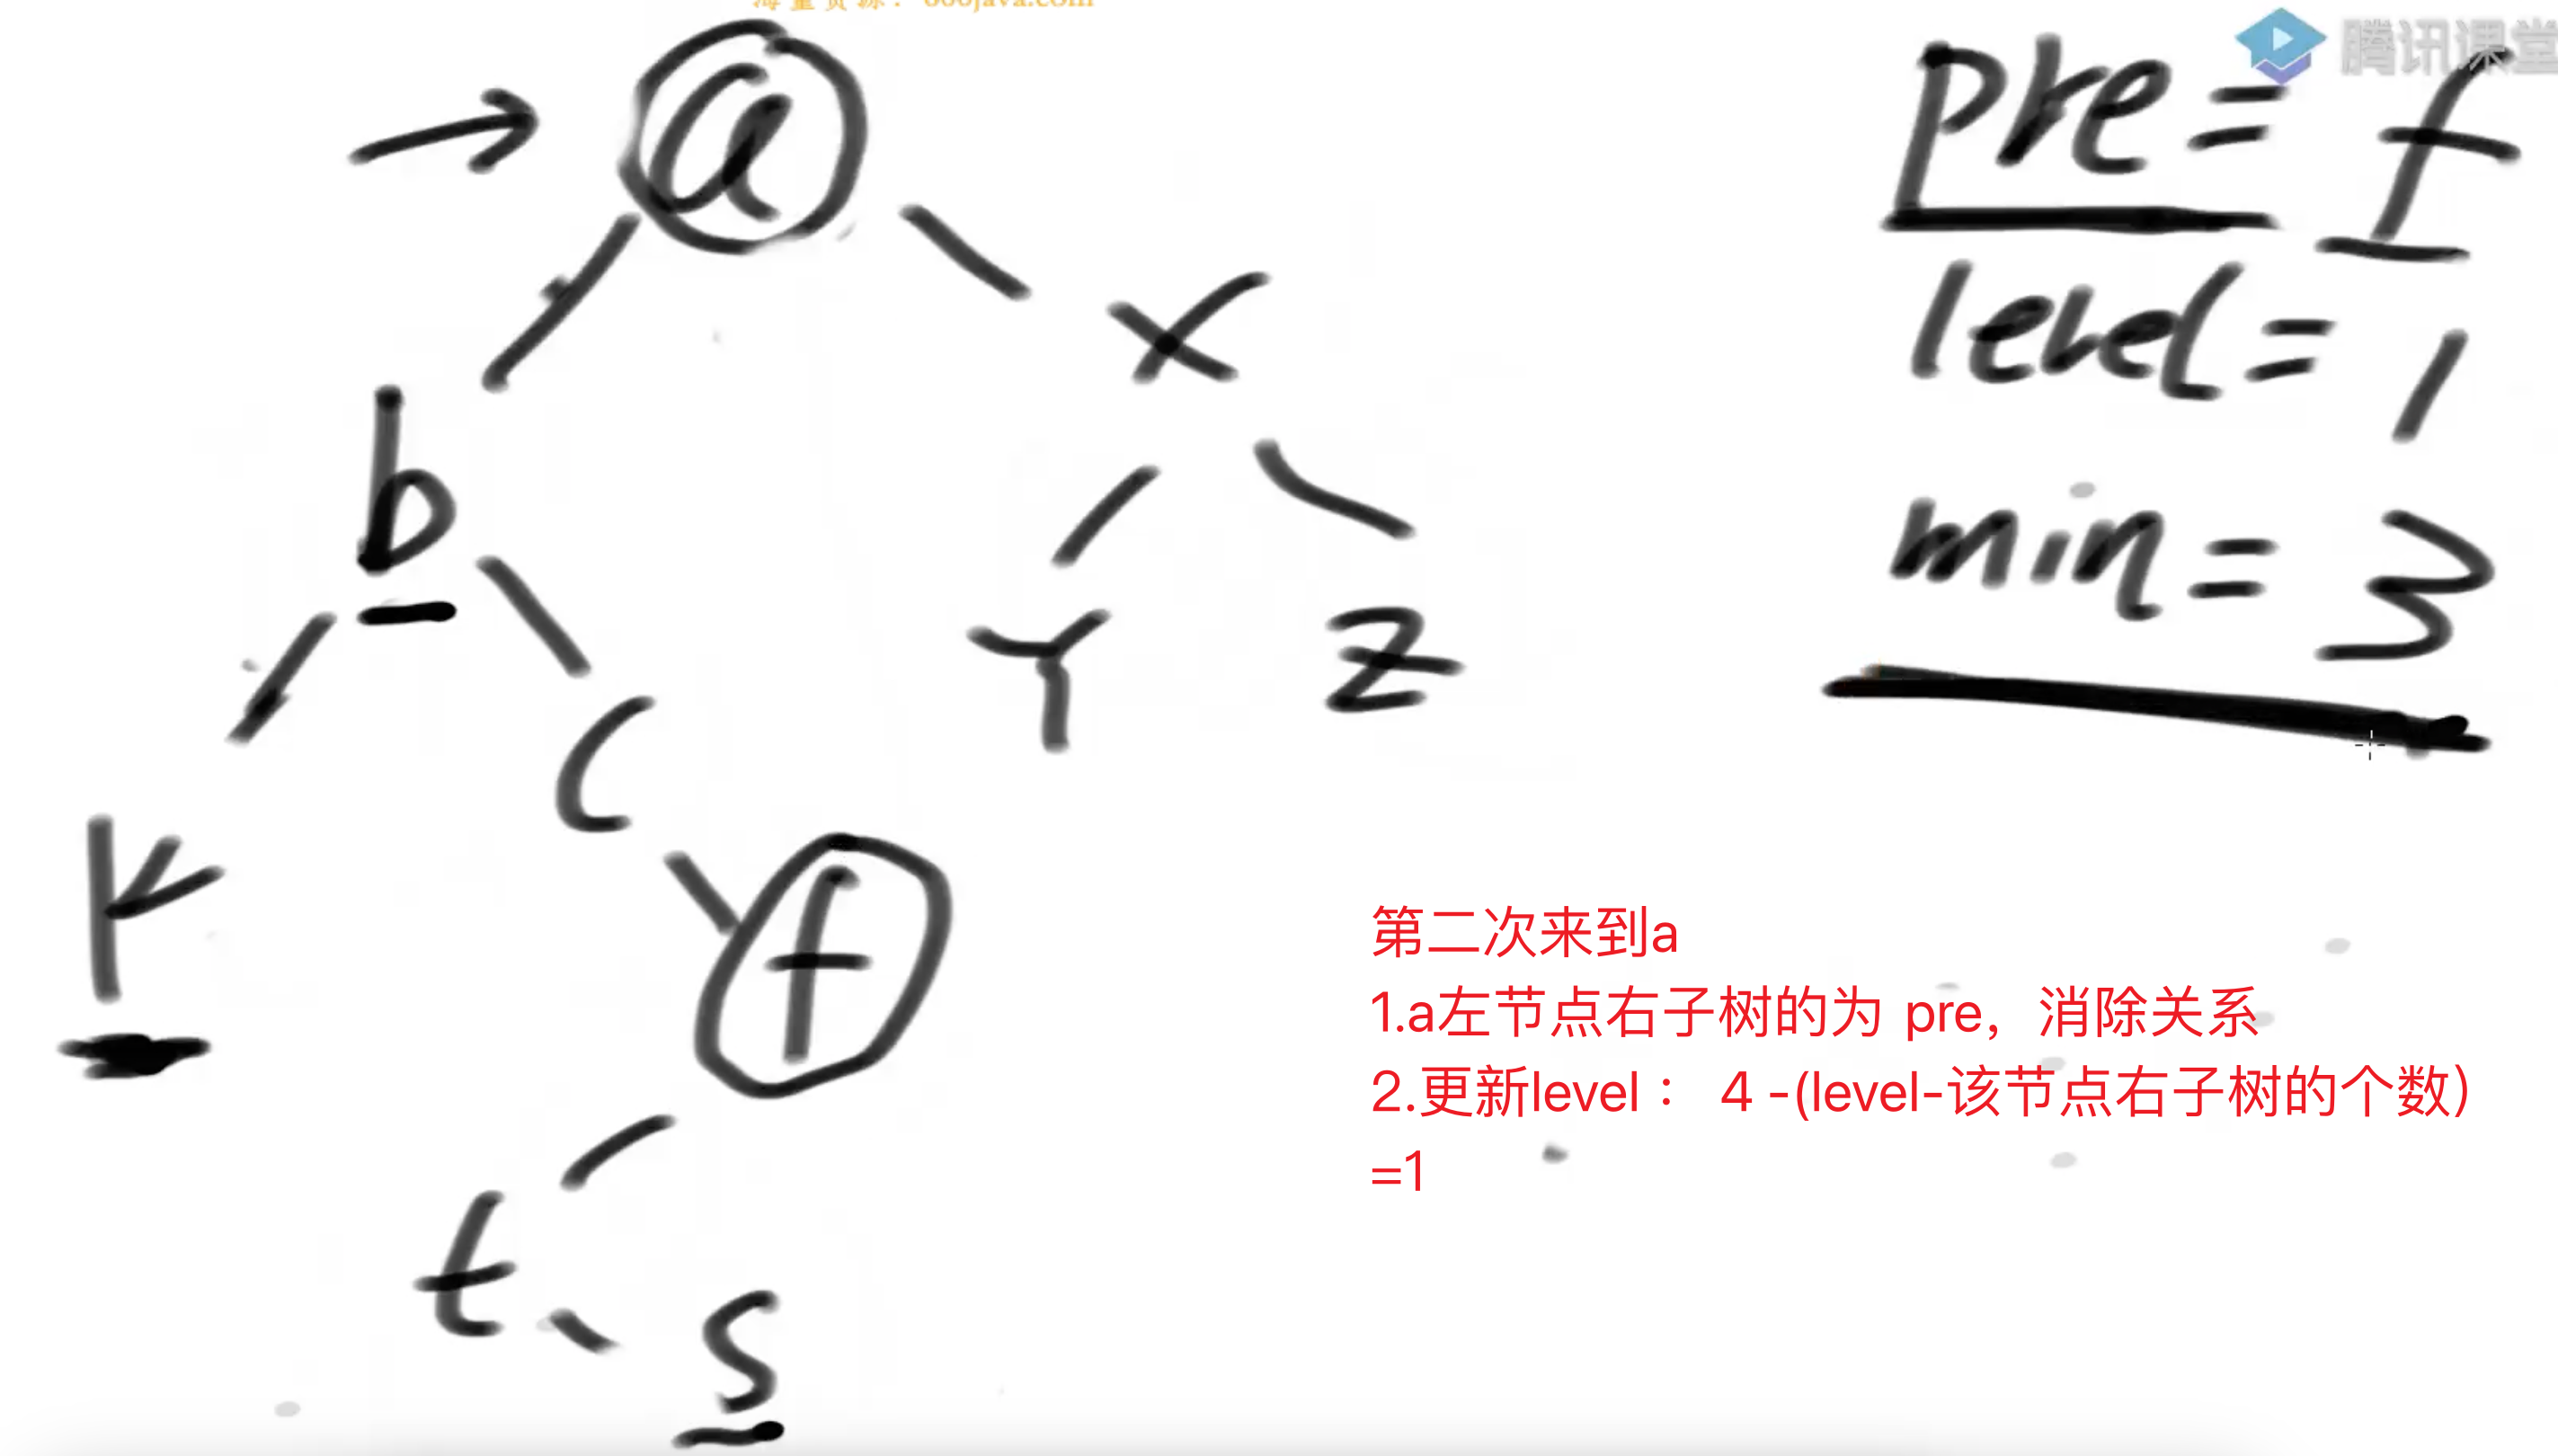 海量资源：666java.com
腾讯课堂
a
pre = f
level = 1
min = 3
b
x
k
c
Y
Z
f
t
s
第二次来到a
1.a左节点右子树的为 pre，消除关系
2.更新level： 4 -(level-该节点右子树的个数)
=1